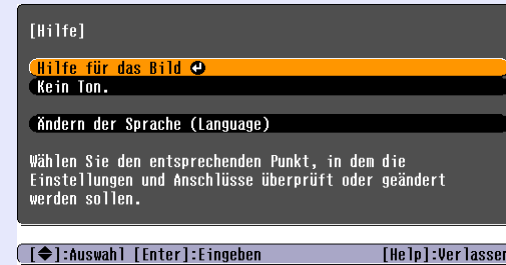 [Hilfe]
Hilfe für das Bild
Kein Ton.
Ändern der Sprache (Language)
Wählen Sie den entsprechenden Punkt, in dem die
Einstellungen und Anschlüsse überprüft oder geändert
werden sollen.
[◆]:Auswahl [Enter]:Eingeben [Help]:Verlassen